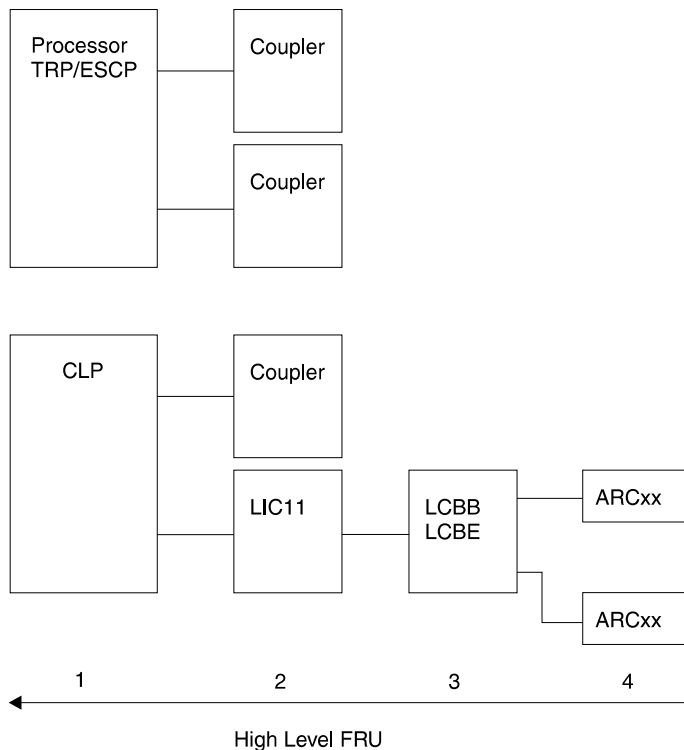 Processor
TRP/ESCP
Coupler
Coupler
CLP
Coupler
LIC11
LCBB
LCBE
ARCxx
ARCxx
1 2 3 4
High Level FRU